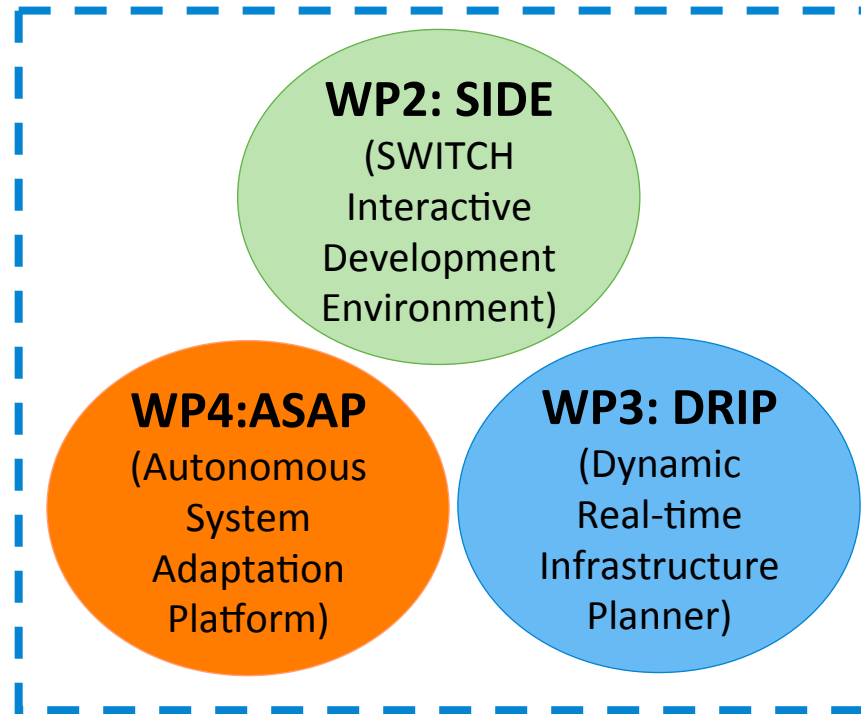 WP2: SIDE
(SWITCH
Interactive
Development
Environment)
WP4:ASAP
(Autonomous
System
Adaptation
Platform)
WP3: DRIP
(Dynamic
Real-time
Infrastructure
Planner)